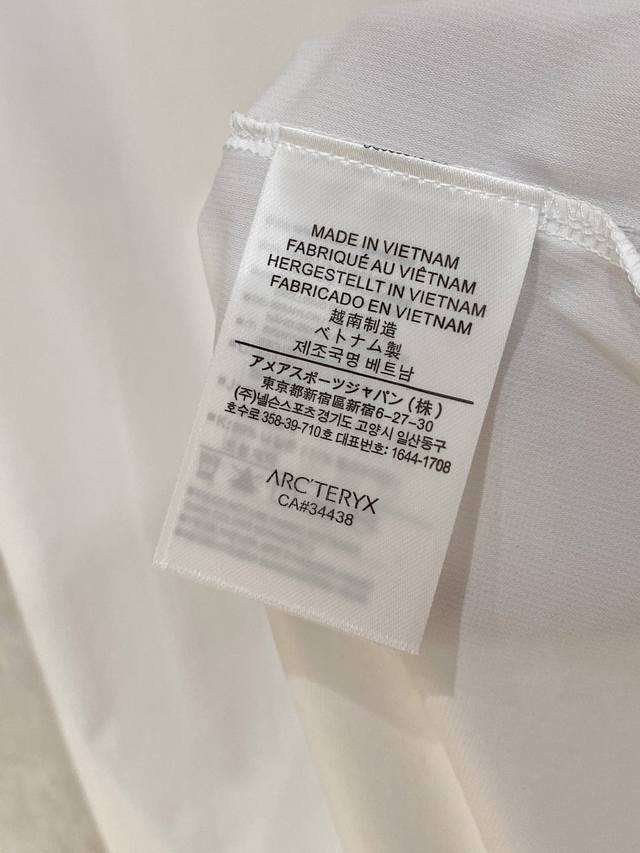 MADE IN VIETNAM
FABRIQUÉ AU VIÊTNAM
HERGESTELLT IN VIETNAM
FABRICADO EN VIETNAM
越南制造
ベトナム製
제조국명 베트남
アメアスポーツジャパン (株)
東京都新宿區新宿6-27-30
(주)넬슨스포츠경기도 고양시 일산동구
호수로 358-39-710호 대표번호: 1644-1708
ARC'TERYX
CA#34438